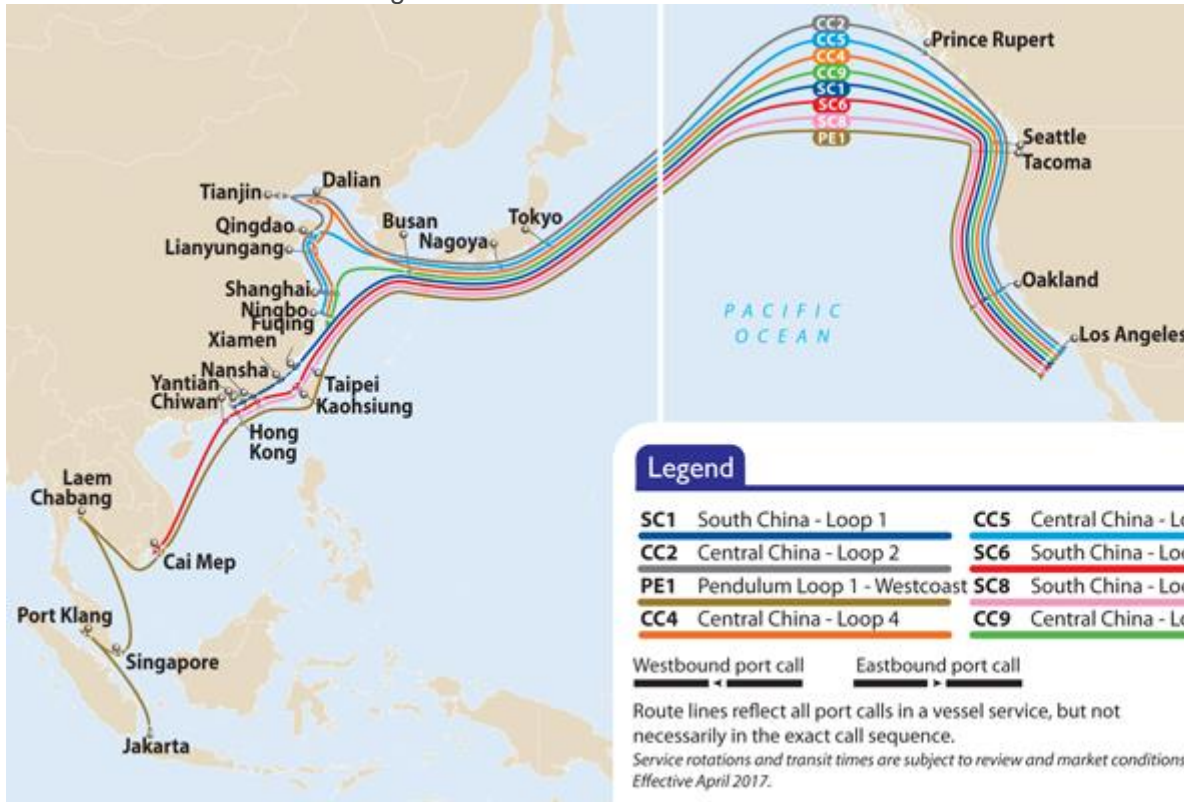 CC2
CC5
CC4
CC9
SC1
SC6
SC8
PE1
Prince Rupert
Seattle
Tacoma
Oakland
Los Angeles
Tianjin
Dalian
Qingdao
Lianyungang
Busan
Nagoya
Tokyo
Shanghai
Ningbo
Fuqing
Xiamen
Nansha
Yantian
Chiwan
Taipei
Kaohsiung
Hong
Kong
PACIFIC
OCEAN
Laem
Chabang
Cai Mep
Port Klang
Singapore
Jakarta
Legend
SC1 South China - Loop 1
CC2 Central China - Loop 2
PE1 Pendulum Loop 1 - Westcoast
CC4 Central China - Loop 4
CC5 Central China - Lo
SC6 South China - Loo
SC8 South China - Loo
CC9 Central China - Lo
Westbound port call
Eastbound port call
Route lines reflect all port calls in a vessel service, but not
necessarily in the exact call sequence.
Service rotations and transit times are subject to review and market conditions
Effective April 2017.